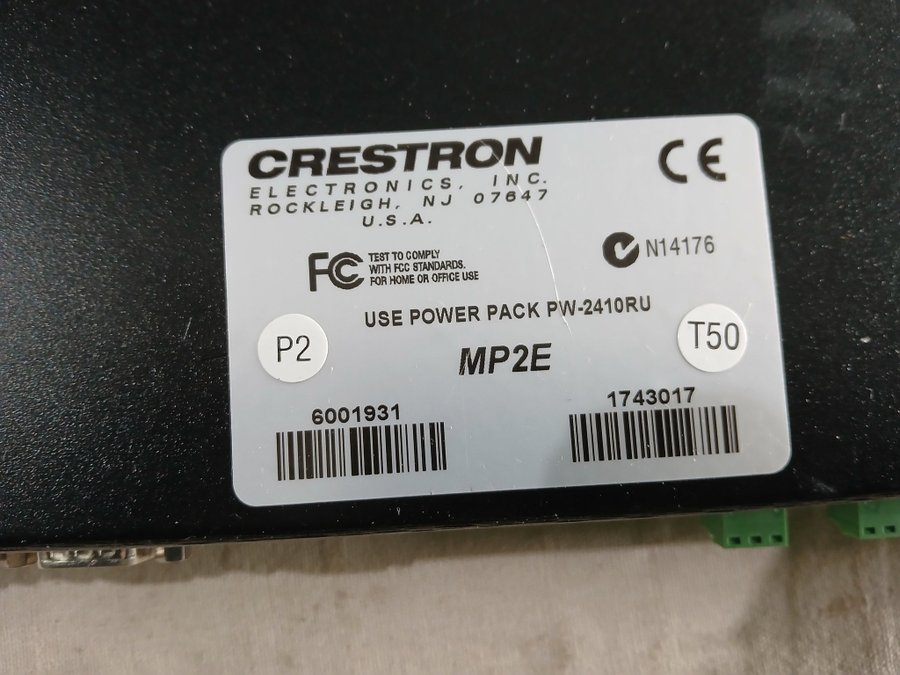 CRESTRON
ELECTRONICS, INC.
ROCKLEIGH, NJ 07647
U.S.A.
CE
FC
TEST TO COMPLY
WITH FCC STANDARDS.
FOR HOME OR OFFICE USE
N14176
USE POWER PACK PW-2410RU
P2
MP2E
T50
6001931
1743017